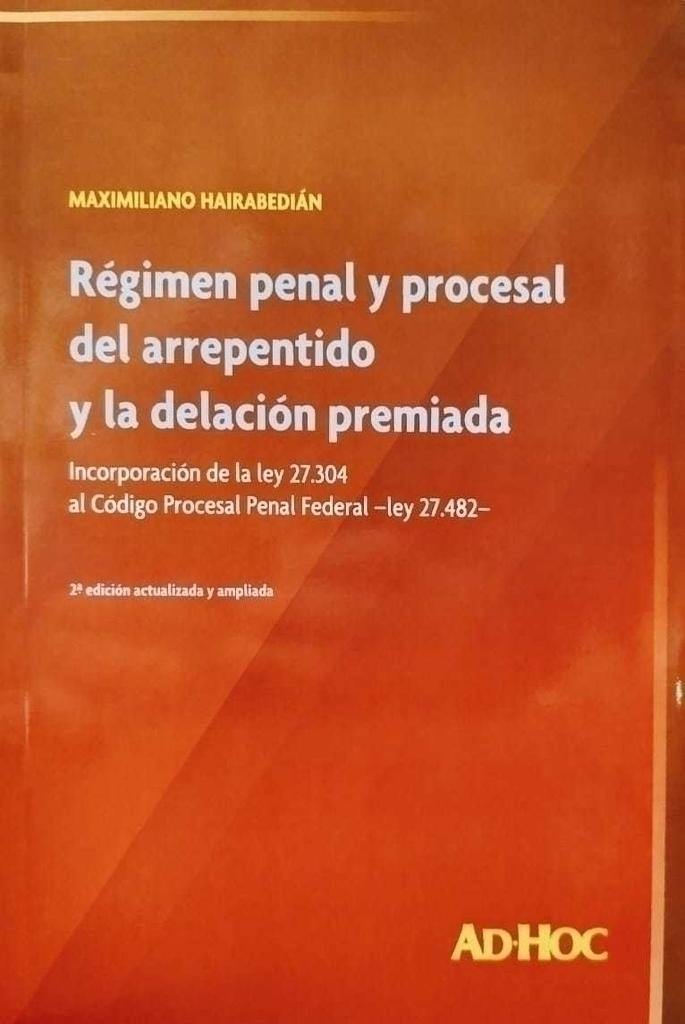 MAXIMILIANO HAIRABEDIÁN
Régimen penal y procesal
del arrepentido
y la delación premiada
Incorporación de la ley 27.304
al Código Procesal Penal Federal –ley 27.482–
2ª edición actualizada y ampliada
AD·HOC